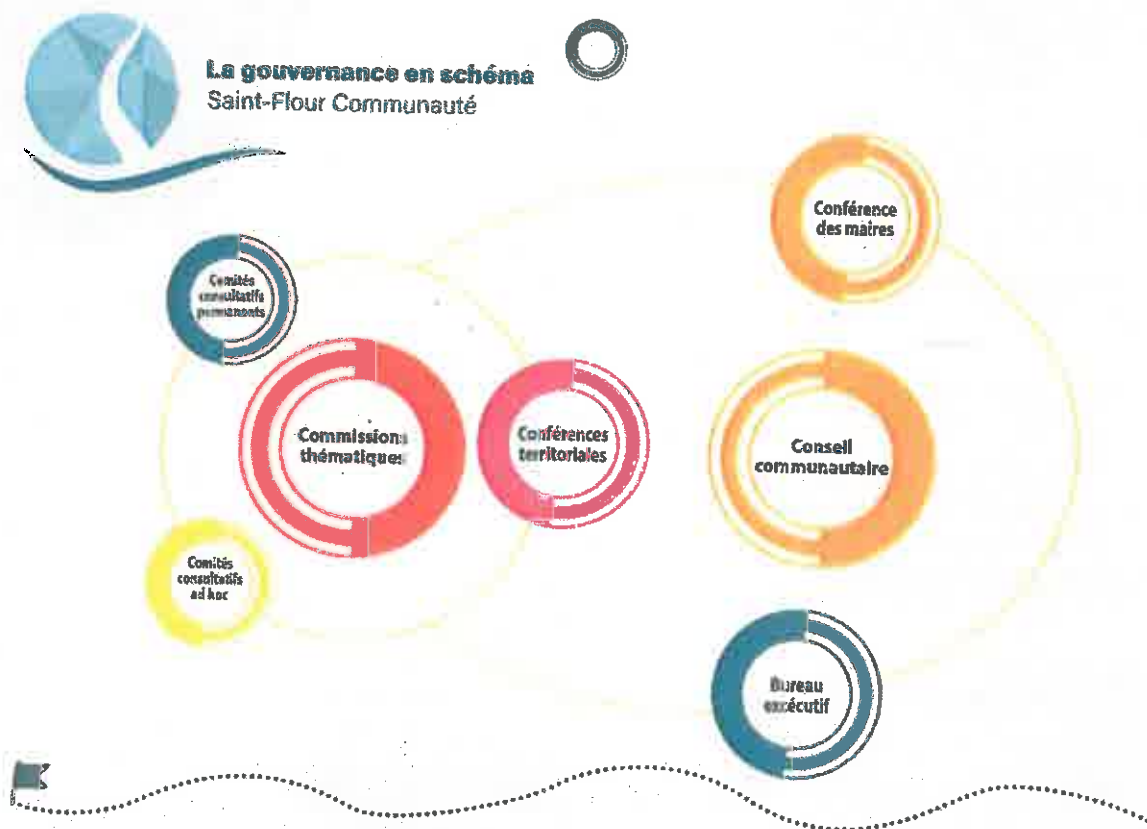 La gouvernance en schéma
Saint-Flour Communauté
Conférence
des maires
Comités
consultatifs
permanents
Commissions
thématiques
Conférences
territoriales
Conseil
communautaire
Comités
consultatifs
ad hoc
Bureau
exécutif